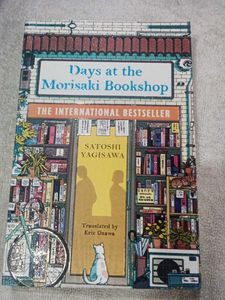 Days at the
Morisaki Bookshop
THE INTERNATIONAL BESTSELLER
SATOSHI
YAGISAWA
Translated by
Eric Ozawa